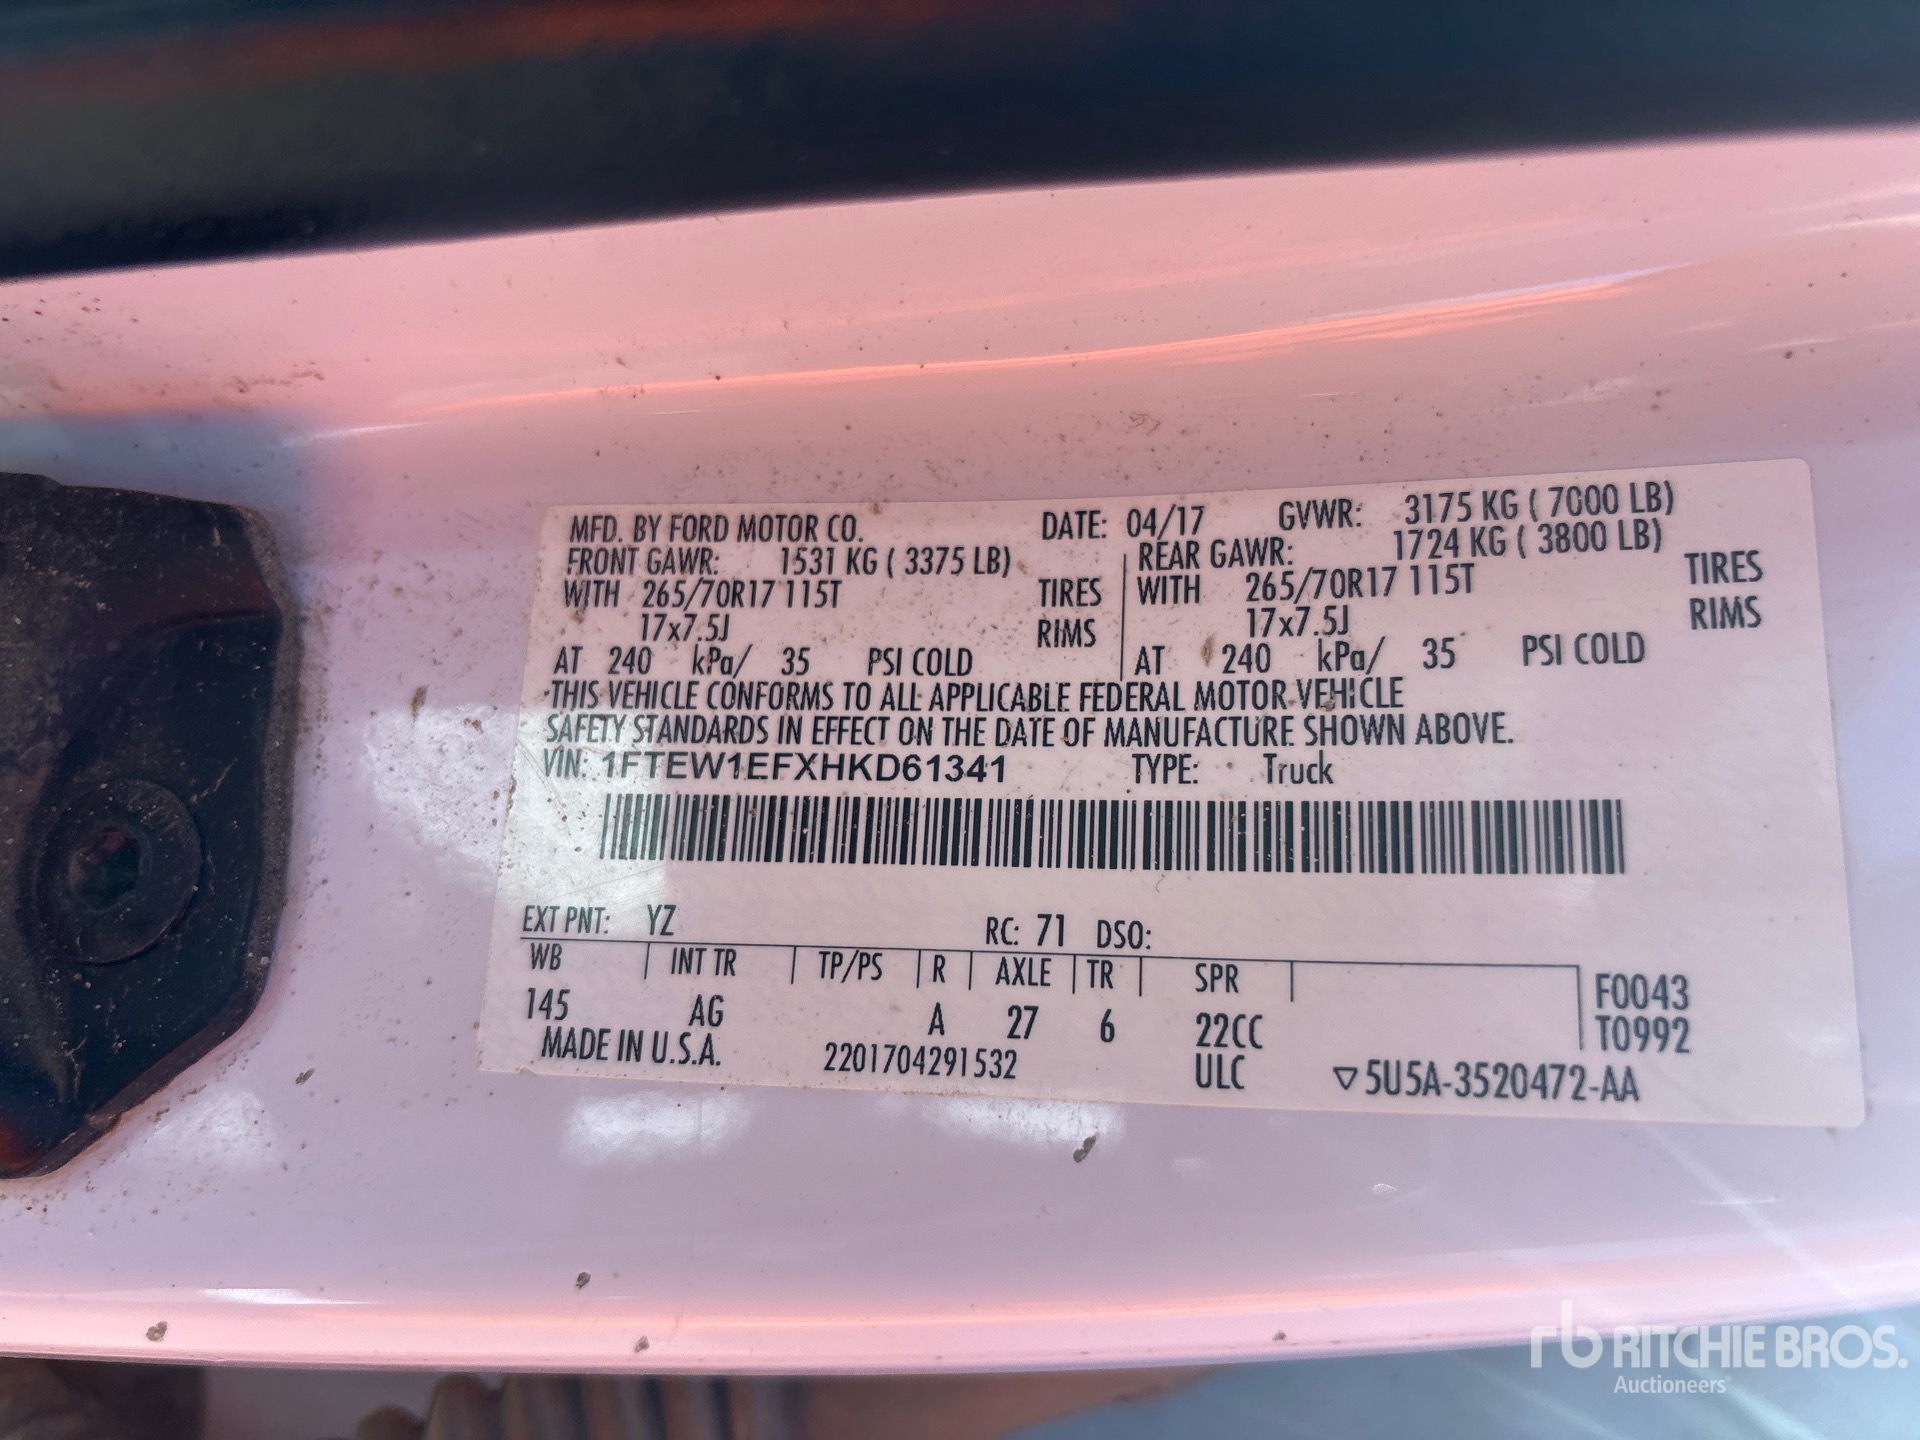 MFD. BY FORD MOTOR CO. DATE: 04/17 GVWR: 3175 KG ( 7000 LB)
FRONT GAWR: 1531 KG ( 3375 LB) REAR GAWR: 1724 KG ( 3800 LB)
WITH 265/70R17 115T TIRES WITH 265/70R17 115T TIRES
17x7.5J RIMS 17x7.5J RIMS
AT 240 kPa/ 35 PSI COLD AT 240 kPa/ 35 PSI COLD
THIS VEHICLE CONFORMS TO ALL APPLICABLE FEDERAL MOTOR VEHICLE
SAFETY STANDARDS IN EFFECT ON THE DATE OF MANUFACTURE SHOWN ABOVE.
VIN: 1FTEW1EFXHKD61341 TYPE: Truck
EXT PNT: YZ RC: 71 DSO:
WB INT TR TP/PS R AXLE TR SPR F0043
145 AG A 27 6 22CC T0992
MADE IN U.S.A. 2201704291532 ULC ▽5U5A-3520472-AA
rb RITCHIE BROS.
Auctioneers